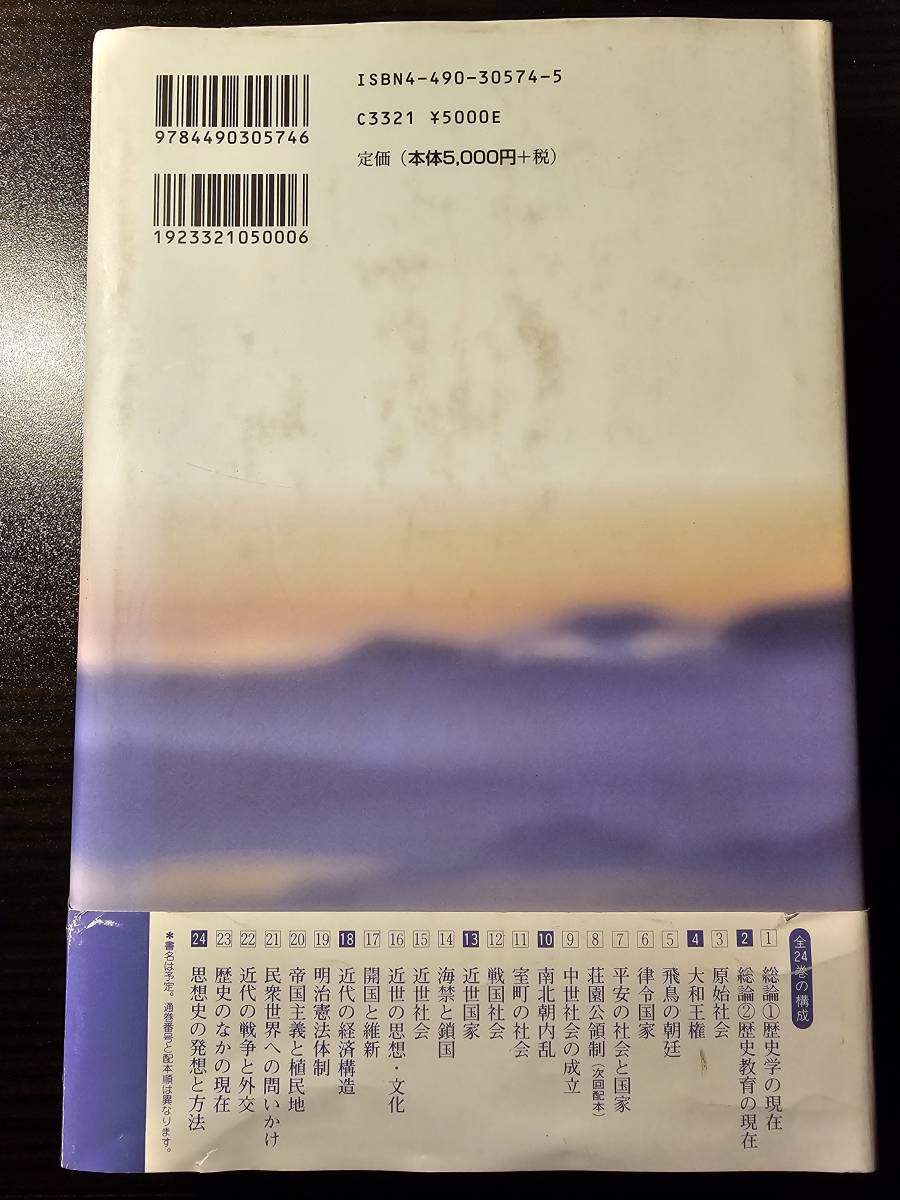 ISBN4-490-30574-5
C3321 ¥5000E
定価（本体5,000円＋税）
9784490305746
1923321050006
全24巻の構成
1 総論①歴史学の現在
2 総論②歴史教育の現在
3 原始社会
4 大和王権
5 飛鳥の朝廷
6 律令国家
7 平安の社会と国家
8 荘園公領制（次回配本）
9 中世社会の成立
10 南北朝内乱
11 室町の社会
12 戦国社会
13 近世国家
14 海禁と鎖国
15 近世社会
16 近世の思想・文化
17 開国と維新
18 近代の経済構造
19 明治憲法体制
20 帝国主義と植民地
21 民衆世界への問いかけ
22 近代の戦争と外交
23 歴史のなかの現在
24 思想史の発想と方法
＊書名は予定。通巻番号と配本順は異なります。